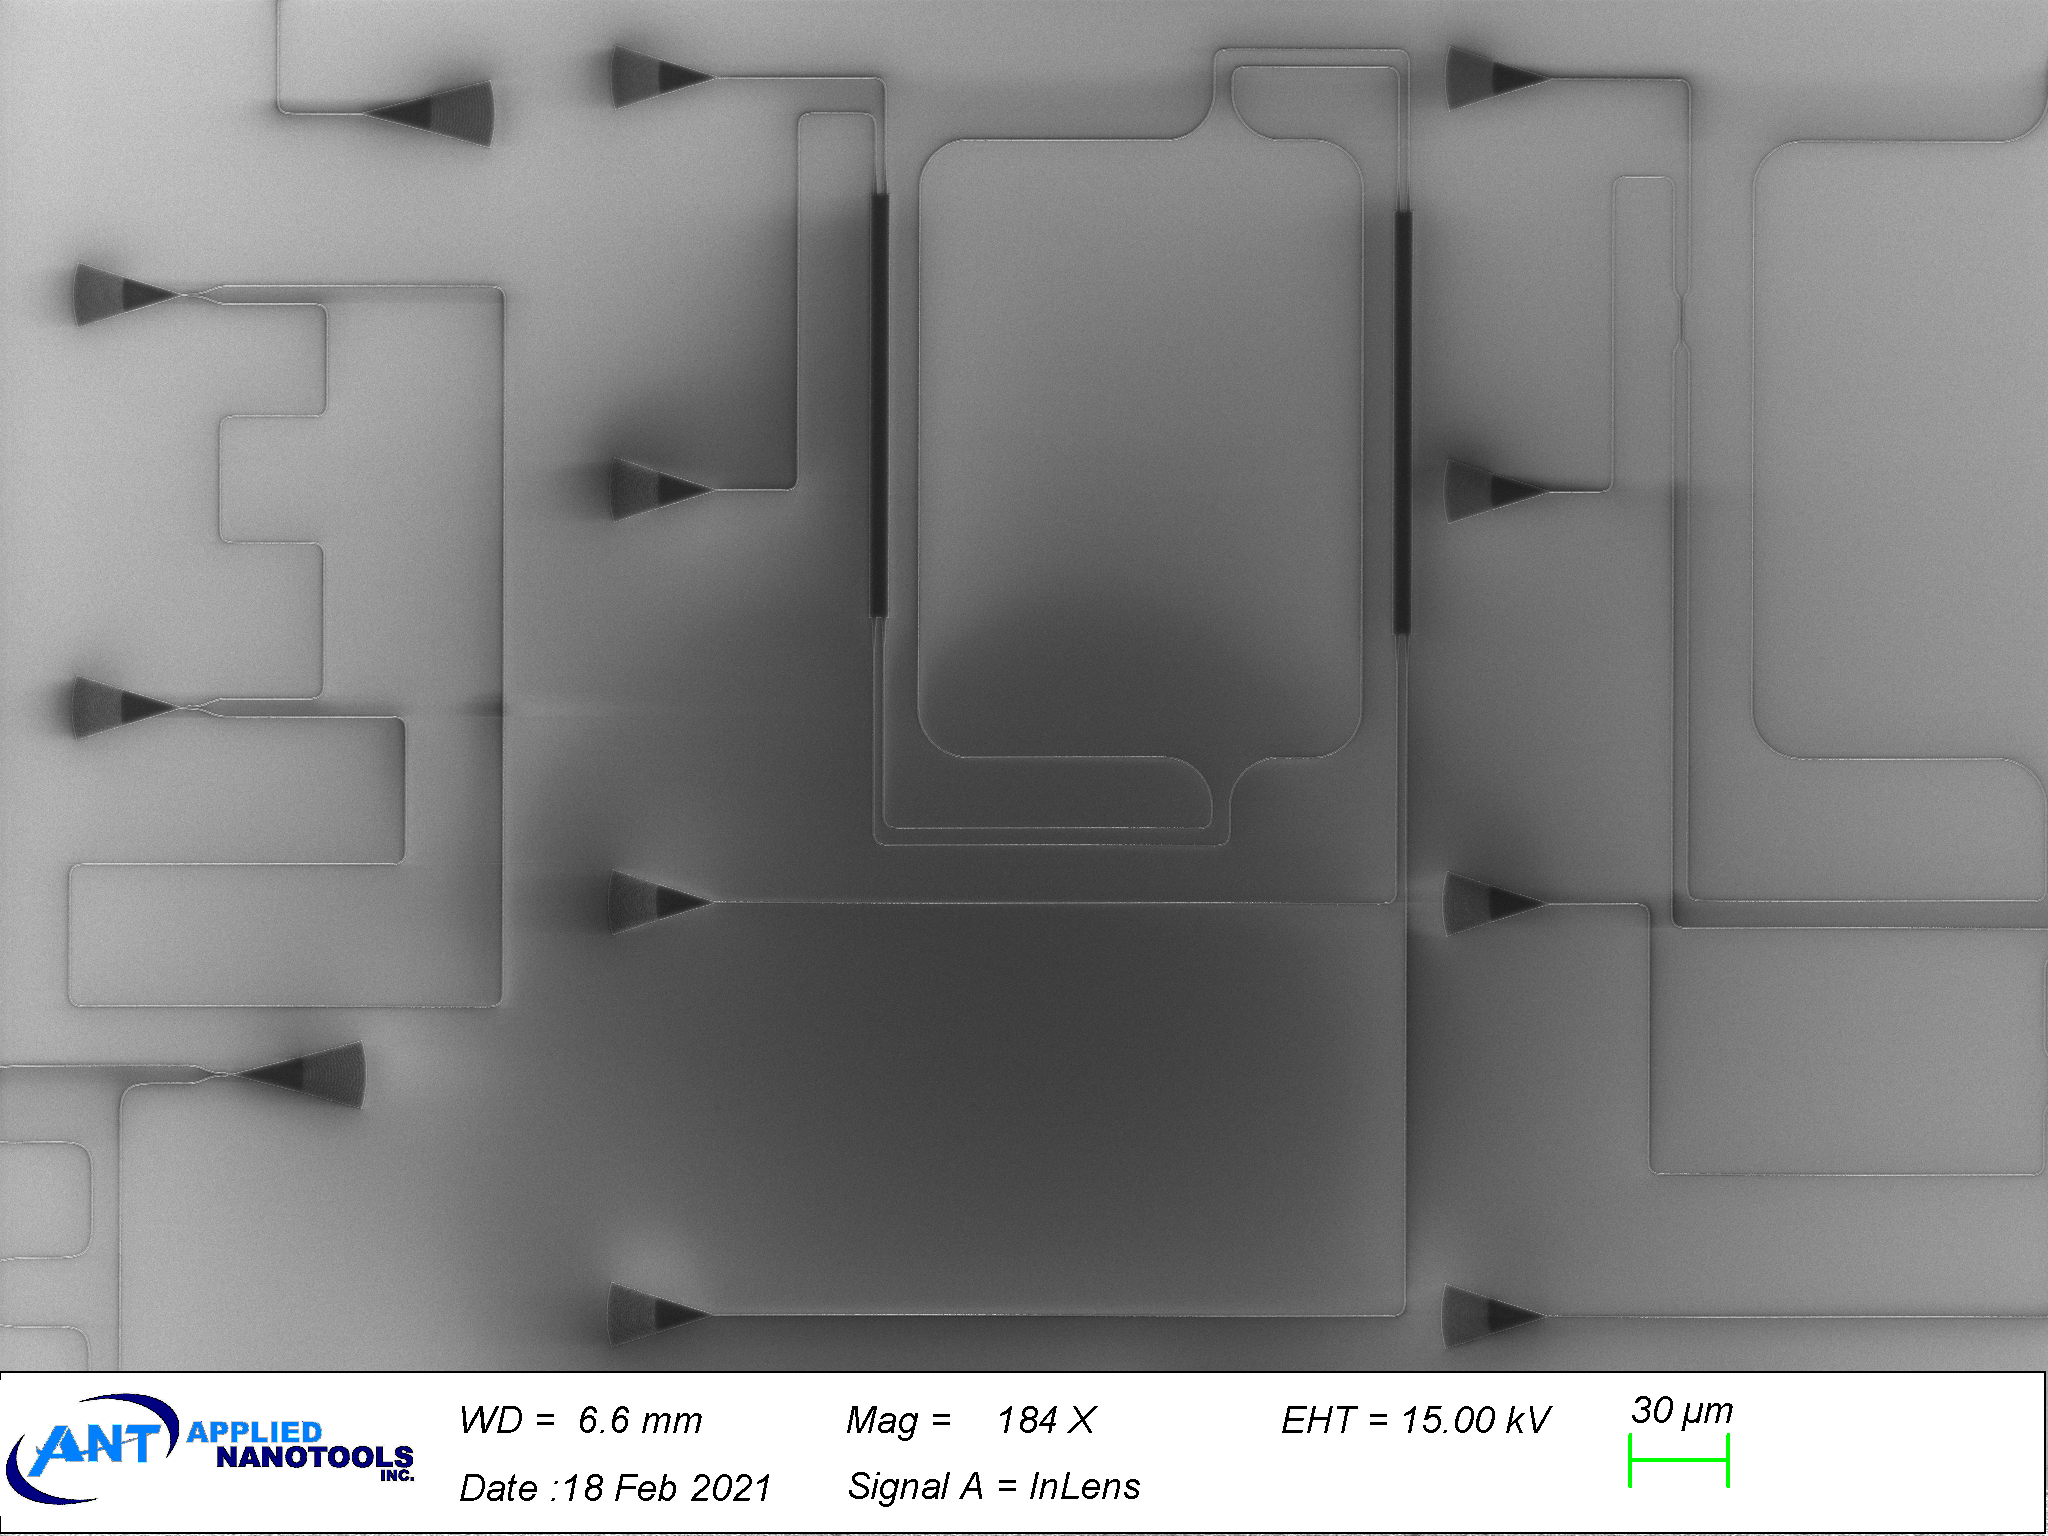 ANT APPLIED
NANOTOOLS
INC.
WD = 6.6 mm Mag = 184 X EHT = 15.00 kV 30 µm
Date :18 Feb 2021 Signal A = InLens